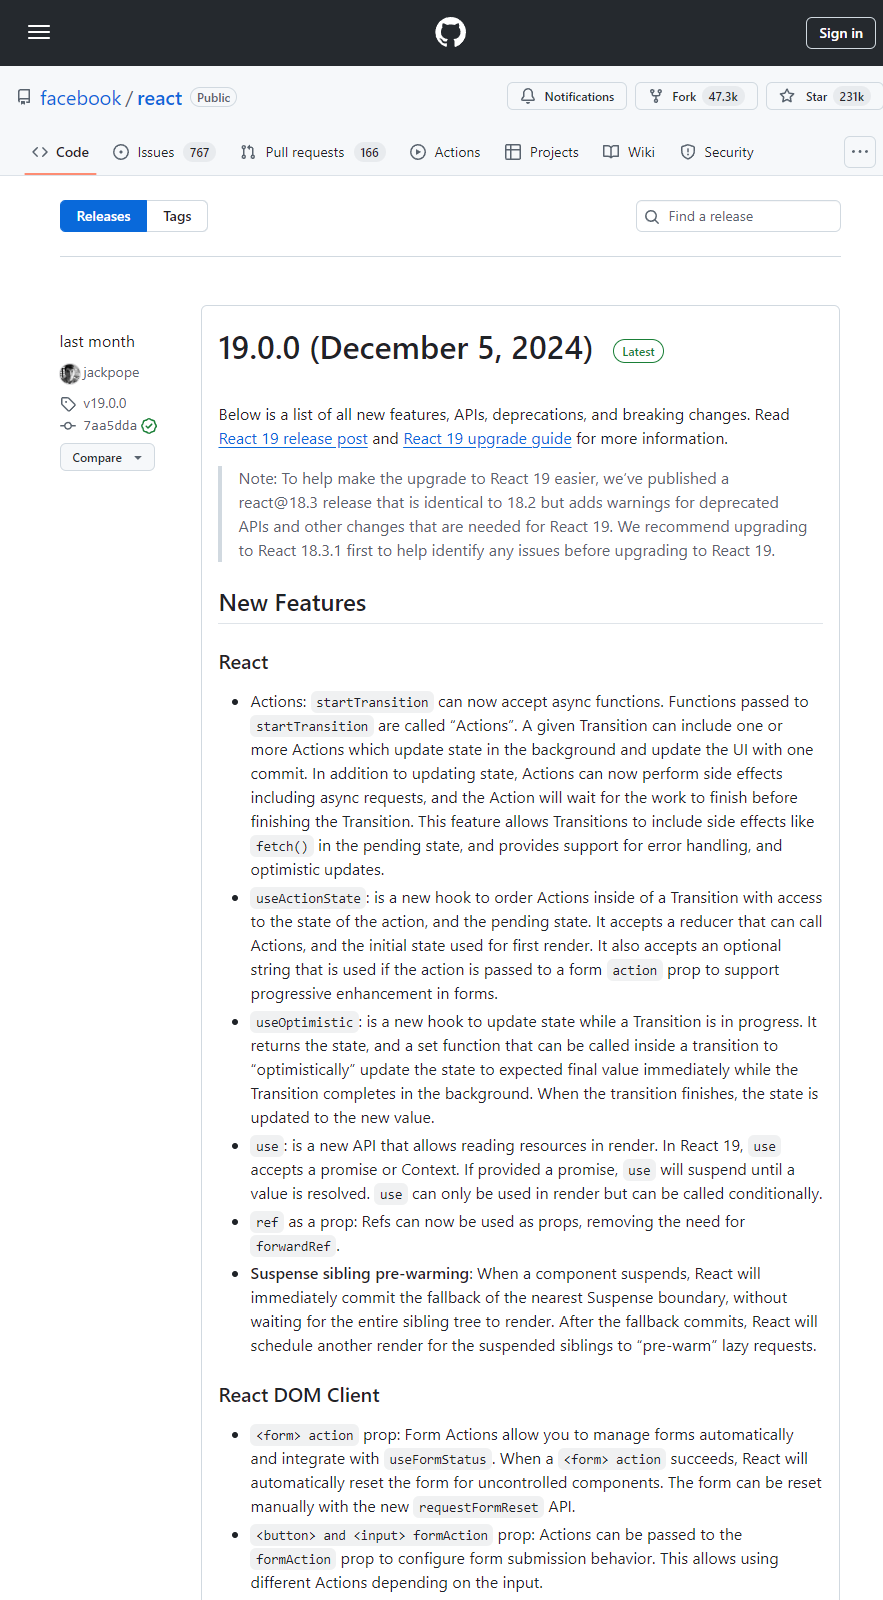 Sign in
facebook / react Public
Notifications
Fork 47.3k
Star 231k
Code
Issues 767
Pull requests 166
Actions
Projects
Wiki
Security
Releases
Tags
Find a release
last month
jackpope
v19.0.0
7aa5dda
Compare
19.0.0 (December 5, 2024) Latest
Below is a list of all new features, APIs, deprecations, and breaking changes. Read
React 19 release post and React 19 upgrade guide for more information.
Note: To help make the upgrade to React 19 easier, we’ve published a
react@18.3 release that is identical to 18.2 but adds warnings for deprecated
APIs and other changes that are needed for React 19. We recommend upgrading
to React 18.3.1 first to help identify any issues before upgrading to React 19.
New Features
React
• Actions: startTransition can now accept async functions. Functions passed to
startTransition are called “Actions”. A given Transition can include one or
more Actions which update state in the background and update the UI with one
commit. In addition to updating state, Actions can now perform side effects
including async requests, and the Action will wait for the work to finish before
finishing the Transition. This feature allows Transitions to include side effects like
fetch() in the pending state, and provides support for error handling, and
optimistic updates.
• useActionState: is a new hook to order Actions inside of a Transition with access
to the state of the action, and the pending state. It accepts a reducer that can call
Actions, and the initial state used for first render. It also accepts an optional
string that is used if the action is passed to a form action prop to support
progressive enhancement in forms.
• useOptimistic: is a new hook to update state while a Transition is in progress. It
returns the state, and a set function that can be called inside a transition to
“optimistically” update the state to expected final value immediately while the
Transition completes in the background. When the transition finishes, the state is
updated to the new value.
• use: is a new API that allows reading resources in render. In React 19, use
accepts a promise or Context. If provided a promise, use will suspend until a
value is resolved. use can only be used in render but can be called conditionally.
• ref as a prop: Refs can now be used as props, removing the need for
forwardRef.
• Suspense sibling pre-warming: When a component suspends, React will
immediately commit the fallback of the nearest Suspense boundary, without
waiting for the entire sibling tree to render. After the fallback commits, React will
schedule another render for the suspended siblings to “pre-warm” lazy requests.
React DOM Client
• <form> action prop: Form Actions allow you to manage forms automatically
and integrate with useFormStatus. When a <form> action succeeds, React will
automatically reset the form for uncontrolled components. The form can be reset
manually with the new requestFormReset API.
• <button> and <input> formAction prop: Actions can be passed to the
formAction prop to configure form submission behavior. This allows using
different Actions depending on the input.